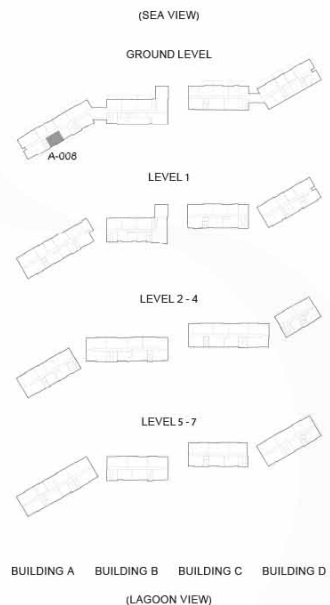 (SEA VIEW)
GROUND LEVEL
A-008
LEVEL 1
LEVEL 2 - 4
LEVEL 5 - 7
BUILDING A BUILDING B BUILDING C BUILDING D
(LAGOON VIEW)